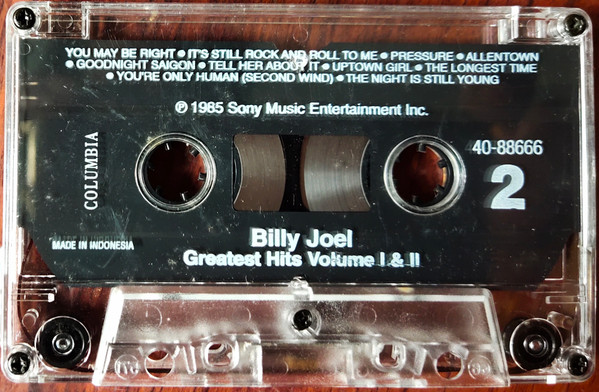 YOU MAY BE RIGHT ● IT'S STILL ROCK AND ROLL TO ME ● PRESSURE ● ALLENTOWN
● GOODNIGHT SAIGON ● TELL HER ABOUT IT ● UPTOWN GIRL ● THE LONGEST TIME
● YOU'RE ONLY HUMAN (SECOND WIND) ● THE NIGHT IS STILL YOUNG
℗ 1985 Sony Music Entertainment Inc.
COLUMBIA
40-88666
2
MADE IN INDONESIA
Billy Joel
Greatest Hits Volume I & II